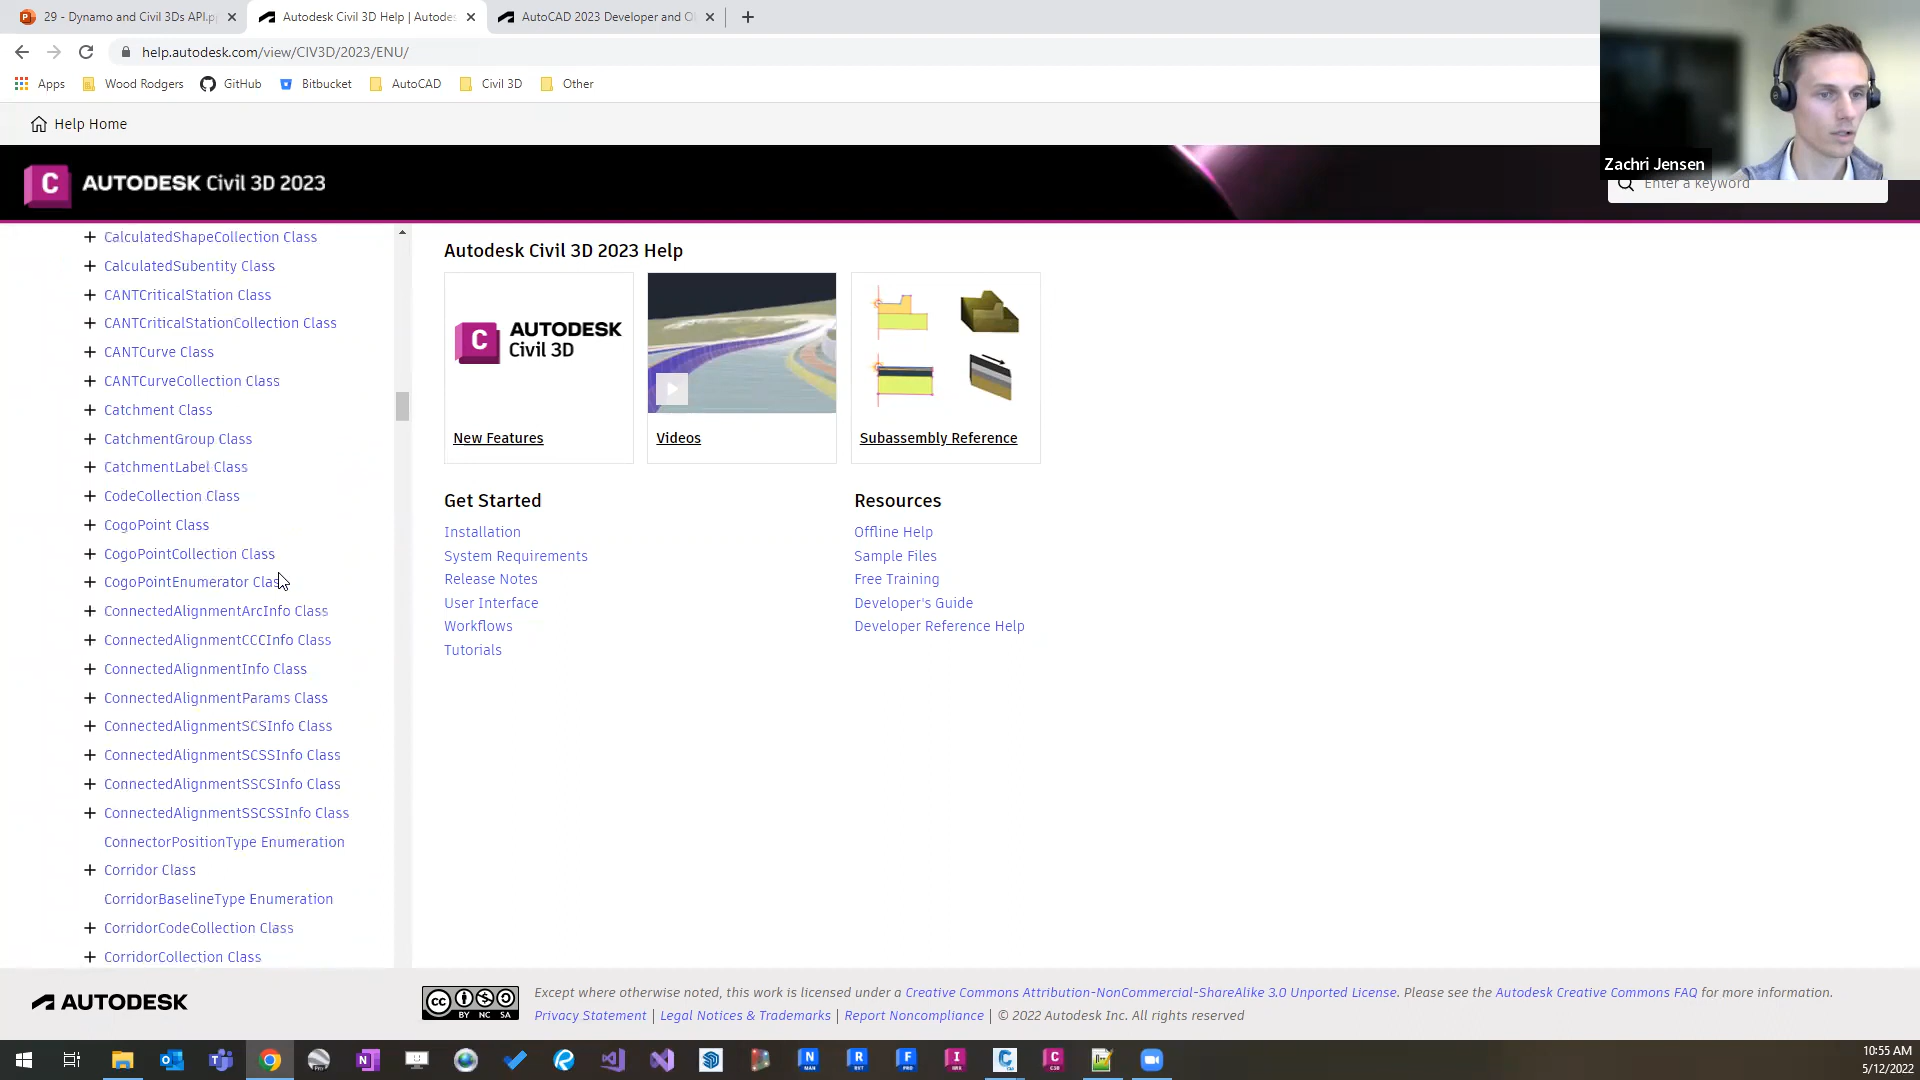 29 - Dynamo and Civil 3Ds API.p
Autodesk Civil 3D Help | Autodes
AutoCAD 2023 Developer and O
help.autodesk.com/view/CIV3D/2023/ENU/
Apps
Wood Rodgers
GitHub
Bitbucket
AutoCAD
Civil 3D
Other
Help Home
C AUTODESK Civil 3D 2023
Zachri Jensen
Enter a keyword
CalculatedShapeCollection Class
CalculatedSubentity Class
CANTCriticalStation Class
CANTCriticalStationCollection Class
CANTCurve Class
CANTCurveCollection Class
Catchment Class
CatchmentGroup Class
CatchmentLabel Class
CodeCollection Class
CogoPoint Class
CogoPointCollection Class
CogoPointEnumerator Clas
ConnectedAlignmentArcInfo Class
ConnectedAlignmentCCCInfo Class
ConnectedAlignmentInfo Class
ConnectedAlignmentParams Class
ConnectedAlignmentSCSInfo Class
ConnectedAlignmentSCSSInfo Class
ConnectedAlignmentSSCSInfo Class
ConnectedAlignmentSSCSSInfo Class
ConnectorPositionType Enumeration
Corridor Class
CorridorBaselineType Enumeration
CorridorCodeCollection Class
CorridorCollection Class
Autodesk Civil 3D 2023 Help
C AUTODESK
Civil 3D
New Features
Videos
Subassembly Reference
Get Started
Installation
System Requirements
Release Notes
User Interface
Workflows
Tutorials
Resources
Offline Help
Sample Files
Free Training
Developer's Guide
Developer Reference Help
AUTODESK
cc
BY NC SA
Except where otherwise noted, this work is licensed under a Creative Commons Attribution-NonCommercial-ShareAlike 3.0 Unported License. Please see the Autodesk Creative Commons FAQ for more information.
Privacy Statement | Legal Notices & Trademarks | Report Noncompliance | © 2022 Autodesk Inc. All rights reserved
10:55 AM
5/12/2022